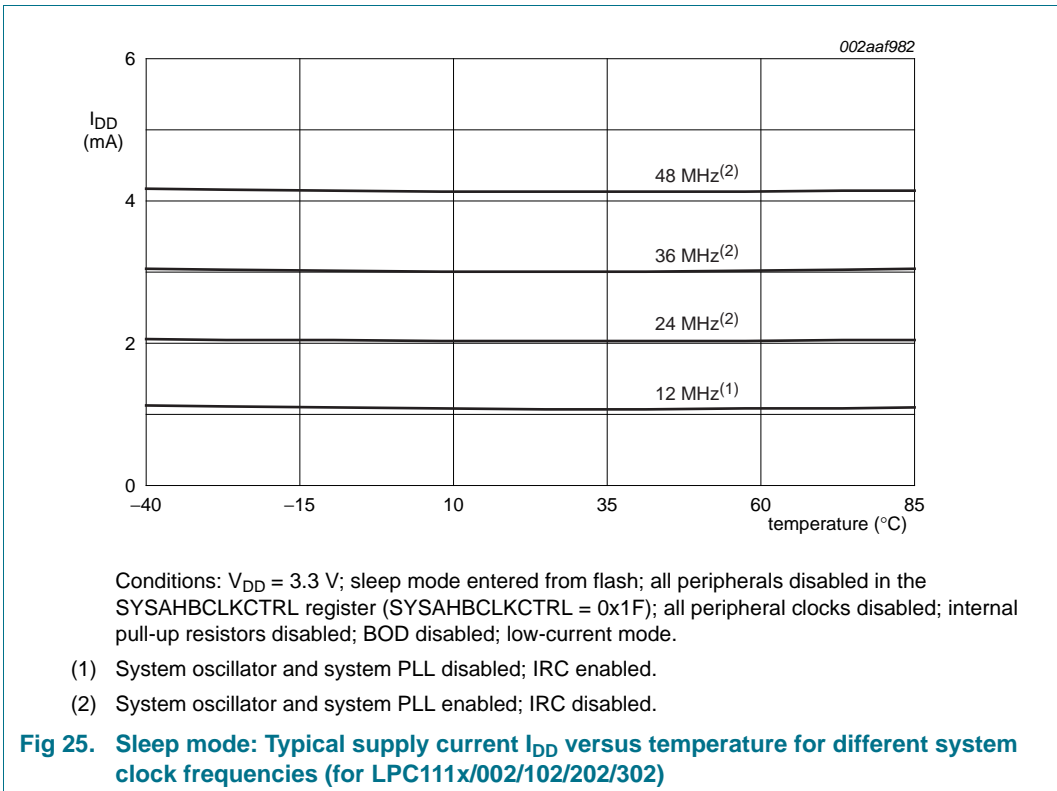 002aaf982
6
IDD
(mA)
48 MHz(2)
4
36 MHz(2)
24 MHz(2)
2
12 MHz(1)
0
−40 −15 10 35 60 85
temperature (°C)
Conditions: VDD = 3.3 V; sleep mode entered from flash; all peripherals disabled in the
SYSAHBCLKCTRL register (SYSAHBCLKCTRL = 0x1F); all peripheral clocks disabled; internal
pull-up resistors disabled; BOD disabled; low-current mode.
(1) System oscillator and system PLL disabled; IRC enabled.
(2) System oscillator and system PLL enabled; IRC disabled.
Fig 25. Sleep mode: Typical supply current IDD versus temperature for different system
clock frequencies (for LPC111x/002/102/202/302)